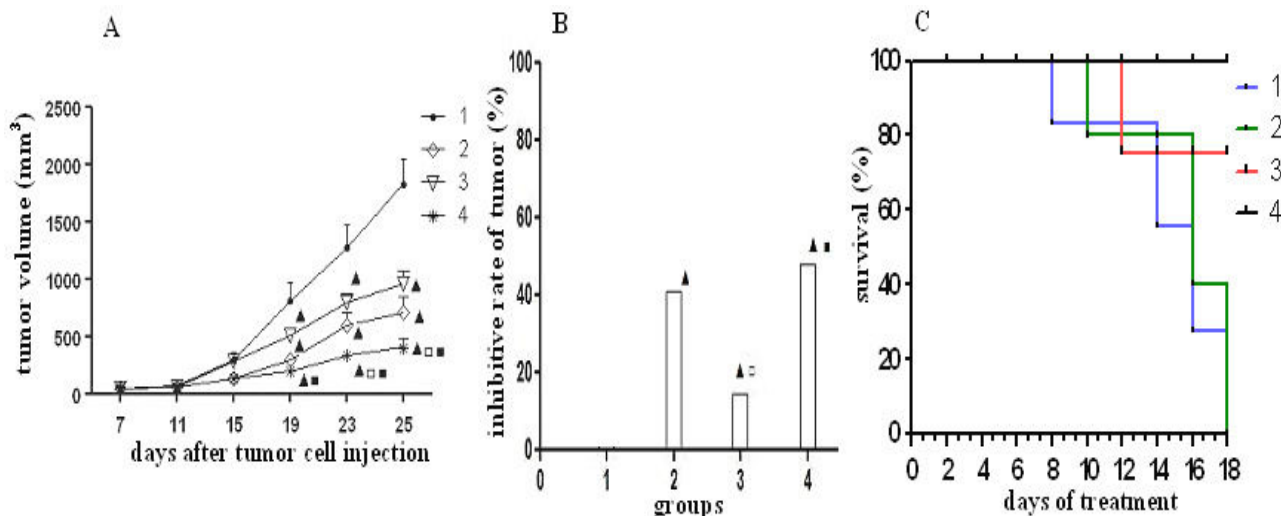 A
tumor volume (mm³)
2500
2000
1500
1000
500
0
7 11 15 19 23 25
days after tumor cell injection
1
2
3
4
B
inhibitive rate of tumor (%)
100
80
60
40
20
0
0 1 2 3 4
groups
C
survival (%)
100
80
60
40
20
0
0 2 4 6 8 10 12 14 16 18
days of treatment
1
2
3
4